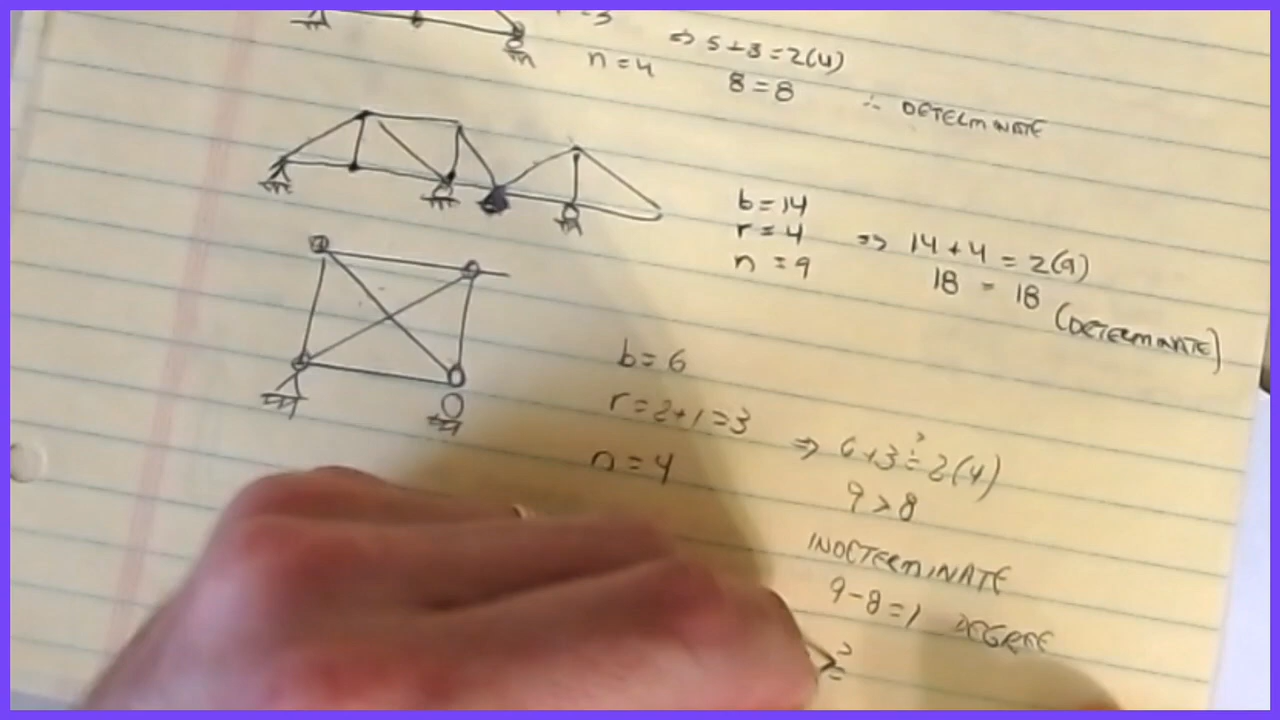 n = 4
⇒ 5 + 3 = 2(4)
8 = 8
∴ DETERMINATE
b = 14
r = 4
n = 9
⇒ 14 + 4 = 2(9)
18 = 18
(DETERMINATE)
b = 6
r = 2 + 1 = 3
n = 4
⇒ 6 + 3 ≟ 2(4)
9 > 8
INDETERMINATE
9 - 8 = 1 DEGREE